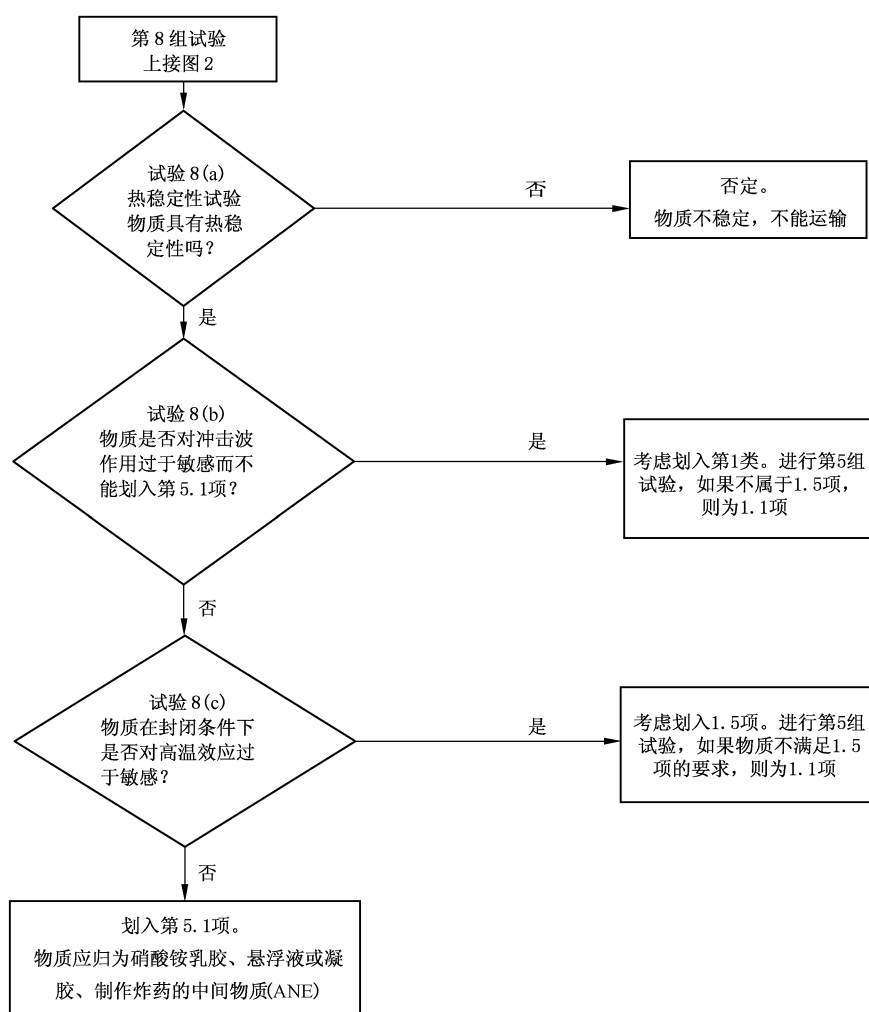 第8组试验
上接图2
试验8(a)
热稳定性试验
物质具有热稳
定性吗？
否
否定。
物质不稳定，不能运输
是
试验8(b)
物质是否对冲击波
作用过于敏感而不
能划入第5.1项？
是
考虑划入第1类。进行第5组
试验，如果不属于1.5项，
则为1.1项
否
试验8(c)
物质在封闭条件下
是否对高温效应过
于敏感？
是
考虑划入1.5项。进行第5组
试验，如果物质不满足1.5
项的要求，则为1.1项
否
划入第5.1项。
物质应归为硝酸铵乳胶、悬浮液或凝
胶、制作炸药的中间物质(ANE)